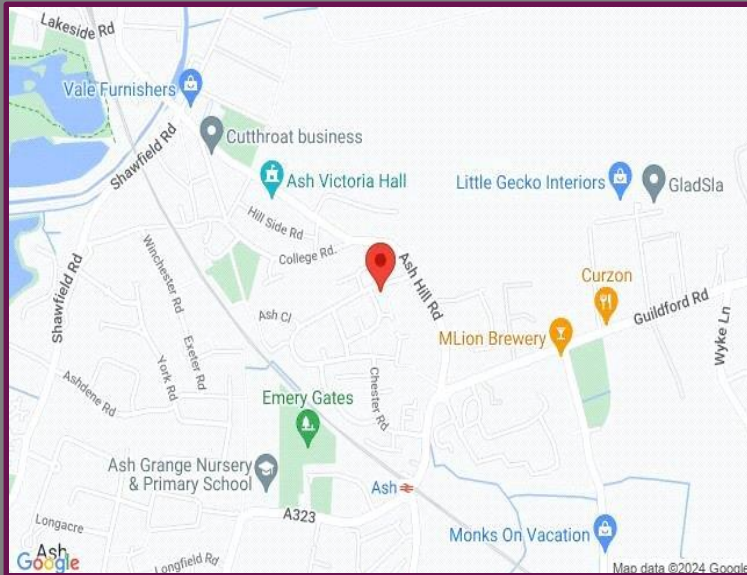 Lakeside Rd
Vale Furnishers
Cutthroat business
Shawfield Rd
Ash Victoria Hall
Little Gecko Interiors
GladSla
Hill Side Rd
College Rd
Ash Hill Rd
Winchester Rd
Shawfield Rd
Curzon
Guildford Rd
Wyke Ln
Ash Cl
MLion Brewery
Exeter Rd
York Rd
Chester Rd
Ashdene Rd
Emery Gates
Ash Grange Nursery
& Primary School
Ash
A323
Longacre
Monks On Vacation
Ash
Longfield Rd
Google
Map data ©2024 Google